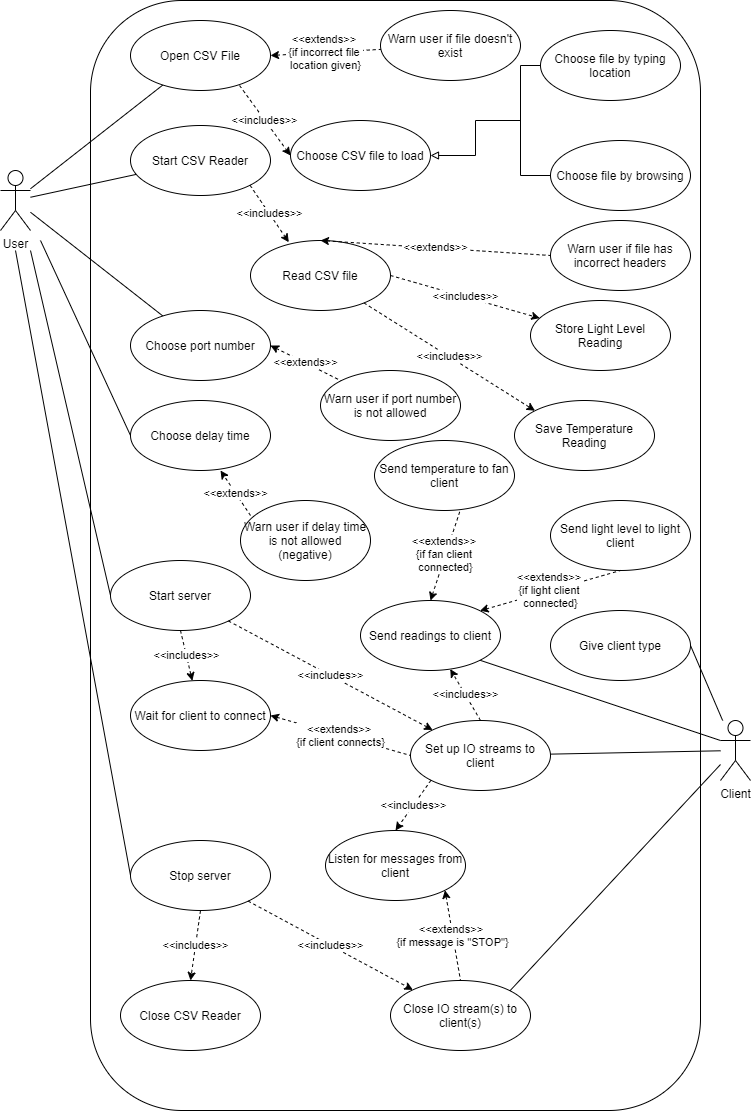 Open CSV File
<<extends>>
{if incorrect file
location given}
Warn user if file doesn't
exist
Choose file by typing
location
<<includes>>
Choose CSV file to load
Start CSV Reader
Choose file by browsing
User
<<includes>>
Read CSV file
<<extends>>
Warn user if file has
incorrect headers
<<includes>>
Store Light Level
Reading
Choose port number
<<extends>>
<<includes>>
Warn user if port number
is not allowed
Save Temperature
Reading
Choose delay time
Send temperature to fan
client
<<extends>>
Warn user if delay time
is not allowed
(negative)
<<extends>>
{if fan client
connected}
Send light level to light
client
<<extends>>
{if light client
connected}
Start server
Send readings to client
Give client type
<<includes>>
<<includes>>
<<includes>>
Wait for client to connect
<<extends>>
{if client connects}
Set up IO streams to
client
Client
<<includes>>
Listen for messages from
client
Stop server
<<extends>>
{if message is "STOP"}
<<includes>>
<<includes>>
Close CSV Reader
Close IO stream(s) to
client(s)